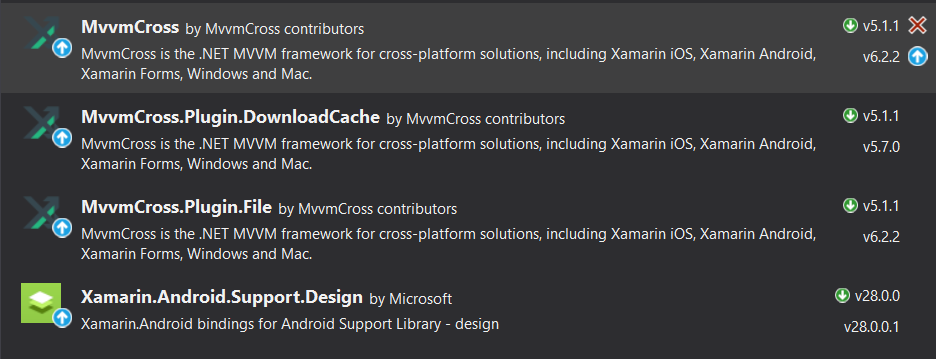 MvvmCross by MvvmCross contributors v5.1.1
MvvmCross is the .NET MVVM framework for cross-platform solutions, including Xamarin iOS, Xamarin Android, v6.2.2
Xamarin Forms, Windows and Mac.
MvvmCross.Plugin.DownloadCache by MvvmCross contributors v5.1.1
MvvmCross is the .NET MVVM framework for cross-platform solutions, including Xamarin iOS, Xamarin Android, v5.7.0
Xamarin Forms, Windows and Mac.
MvvmCross.Plugin.File by MvvmCross contributors v5.1.1
MvvmCross is the .NET MVVM framework for cross-platform solutions, including Xamarin iOS, Xamarin Android, v6.2.2
Xamarin Forms, Windows and Mac.
Xamarin.Android.Support.Design by Microsoft v28.0.0
Xamarin.Android bindings for Android Support Library - design v28.0.0.1